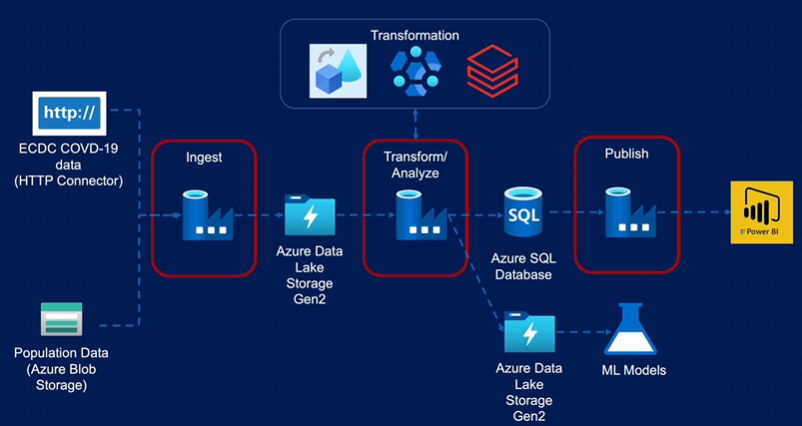 Transformation
http://
ECDC COVD-19
data
(HTTP Connector)
Ingest
Transform/
Analyze
Publish
SQL
Power BI
Azure Data
Lake
Storage
Gen2
Azure SQL
Database
Population Data
(Azure Blob
Storage)
Azure Data
Lake
Storage
Gen2
ML Models